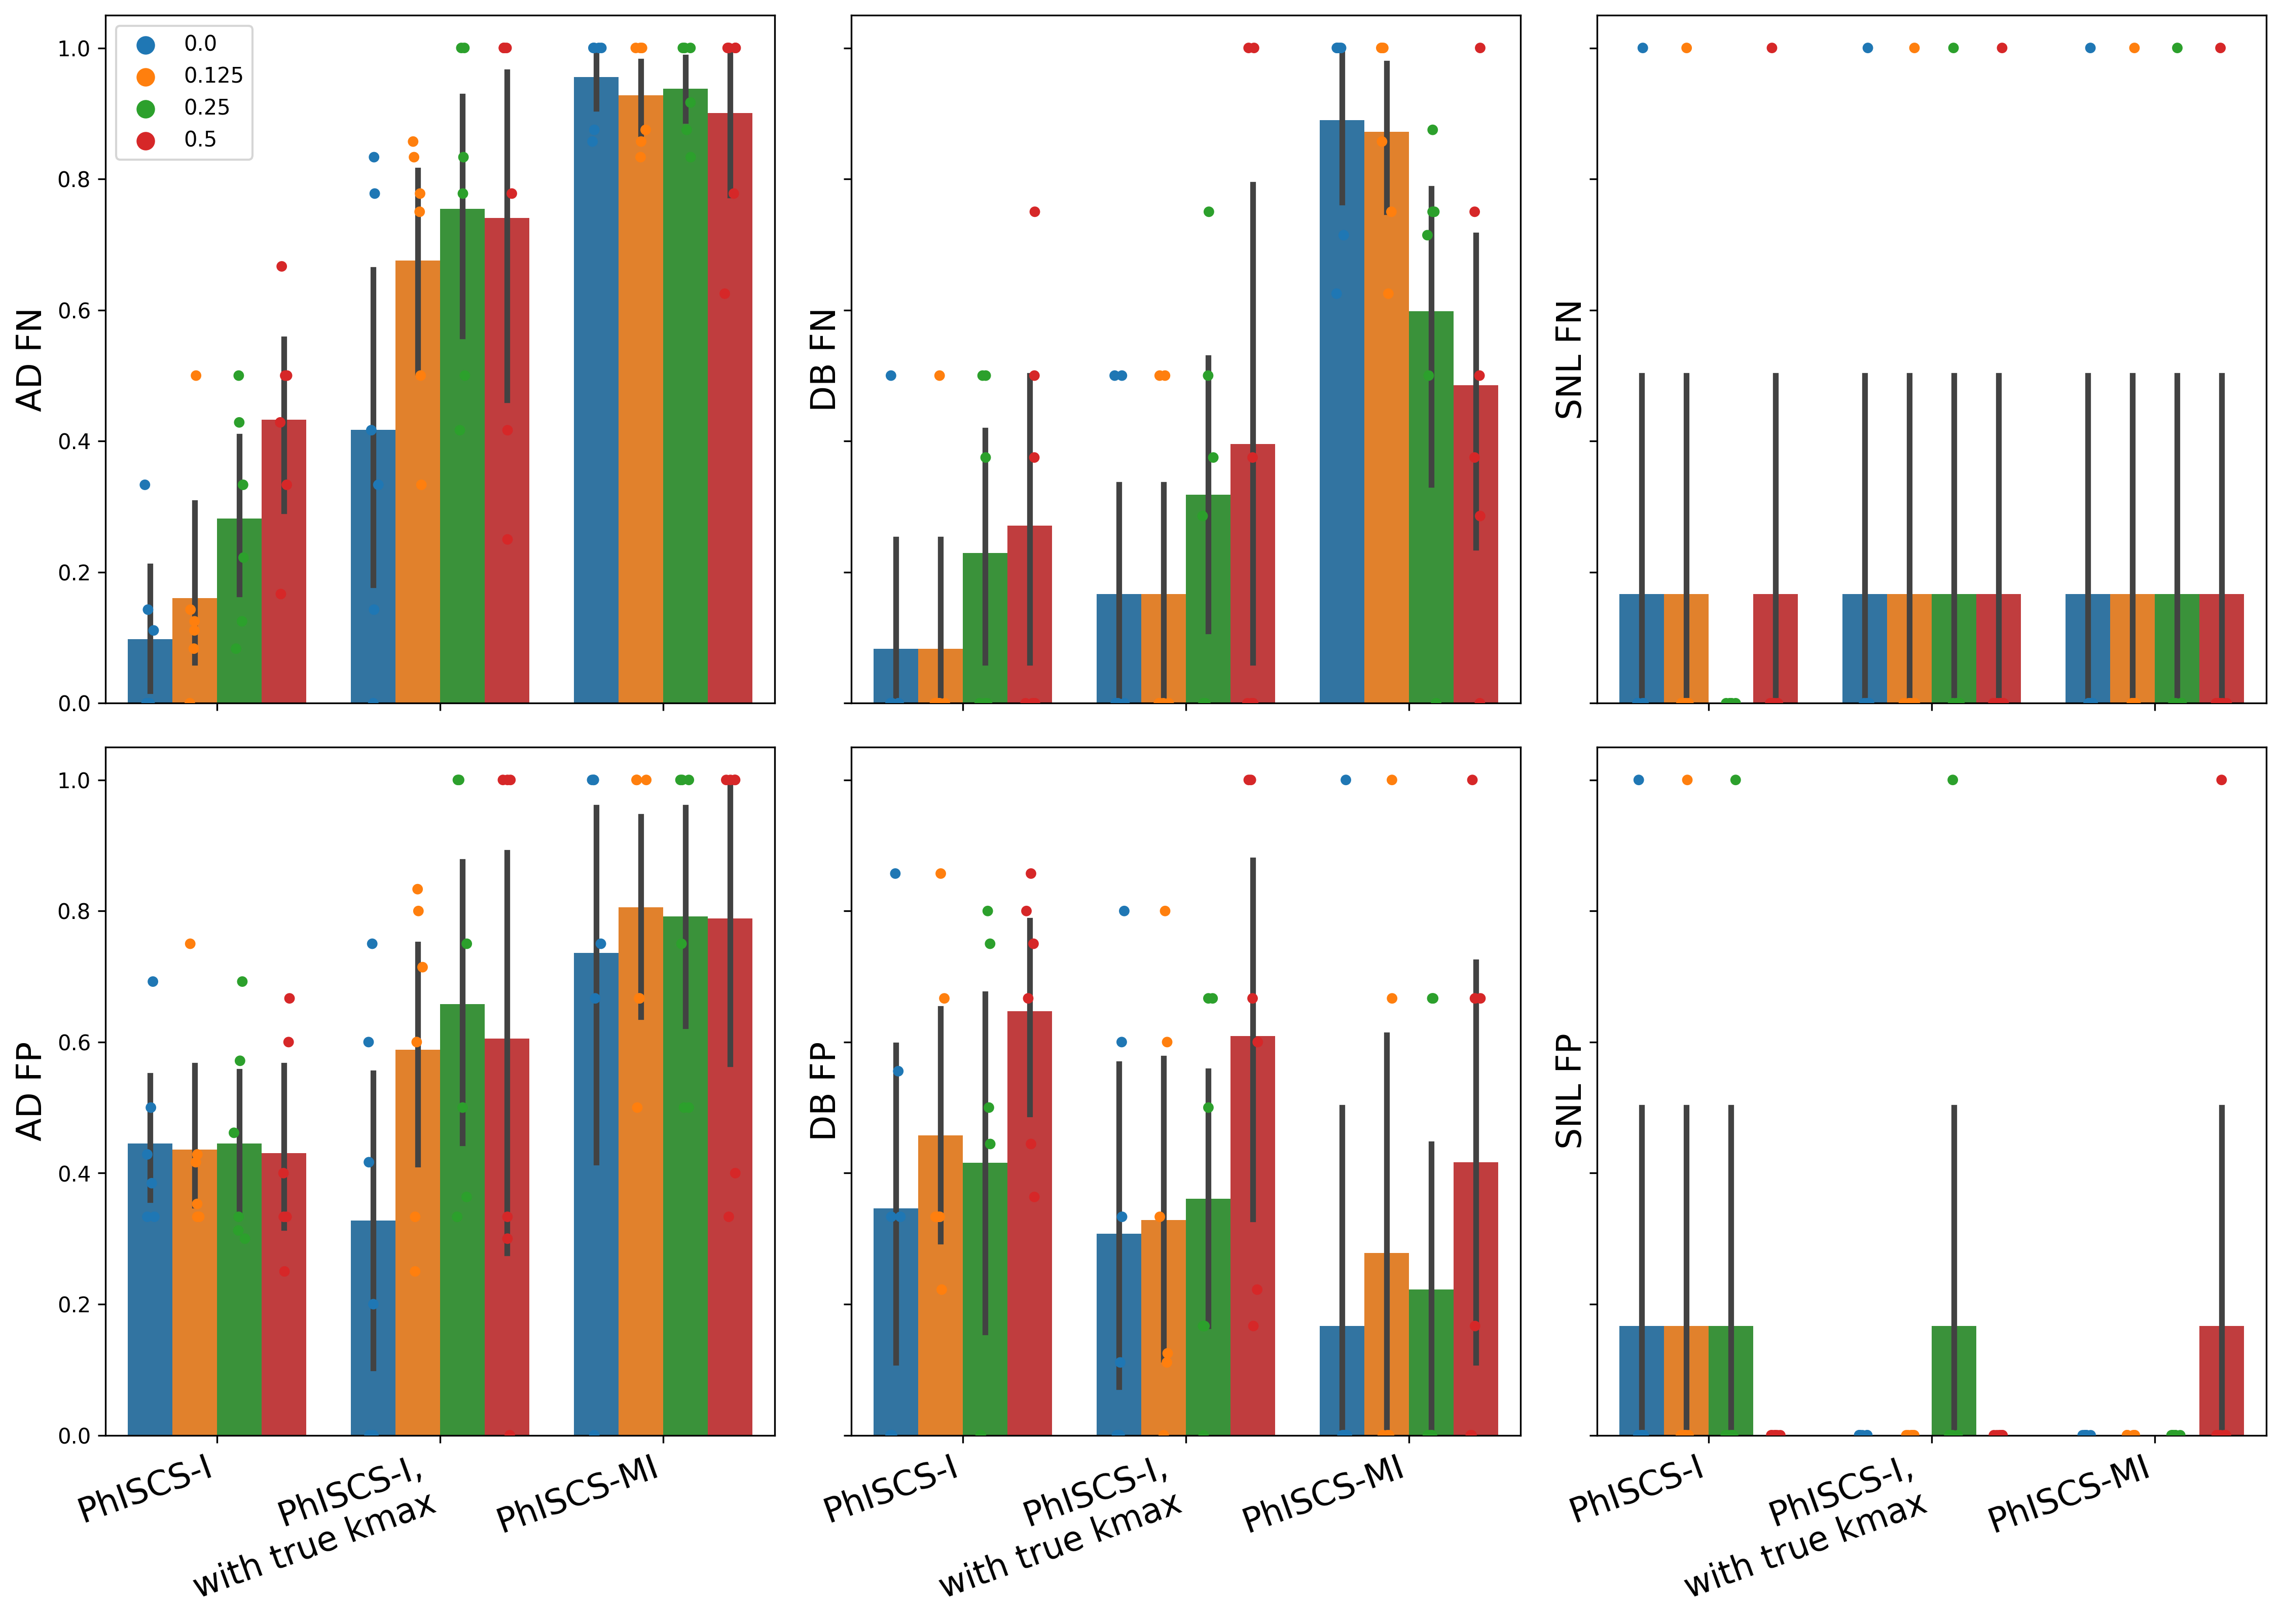 0.0
0.125
0.25
0.5
1.0
0.8
0.6
0.4
0.2
0.0
AD FN
DB FN
SNL FN
1.0
0.8
0.6
0.4
0.2
0.0
AD FP
DB FP
SNL FP
PhISCS-I
PhISCS-I,
with true kmax
PhISCS-MI
PhISCS-I
PhISCS-I,
with true kmax
PhISCS-MI
PhISCS-I
PhISCS-I,
with true kmax
PhISCS-MI